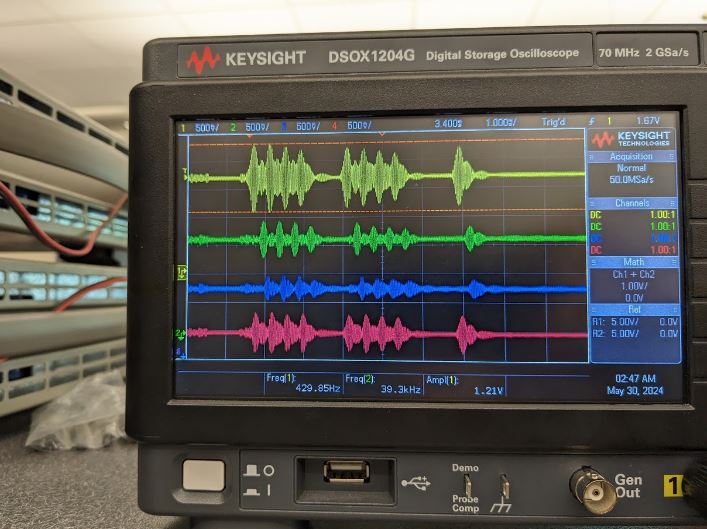 KEYSIGHT DSOX1204G Digital Storage Oscilloscope 70 MHz 2 GSa/s
1 500♉/ 2 500♉/ 3 500♉/ 4 500♉/ 3.400s 1.000s/ Trig'd 1 1.67V
KEYSIGHT
TECHNOLOGIES
Acquisition
Normal
50.0MSa/s
Channels
DC 1.00:1
DC 1.00:1
DC 1.00:1
DC 1.00:1
Math
Ch1 + Ch2
1.00V/
0.0V
Ref
R1: 5.00V/ 0.0V
R2: 5.00V/ 0.0V
Freq(1):
429.85Hz
Freq(2):
39.3kHz
Ampl(1):
1.21V
02:47 AM
May 30, 2024
Demo
Probe
Comp
Gen
Out
1